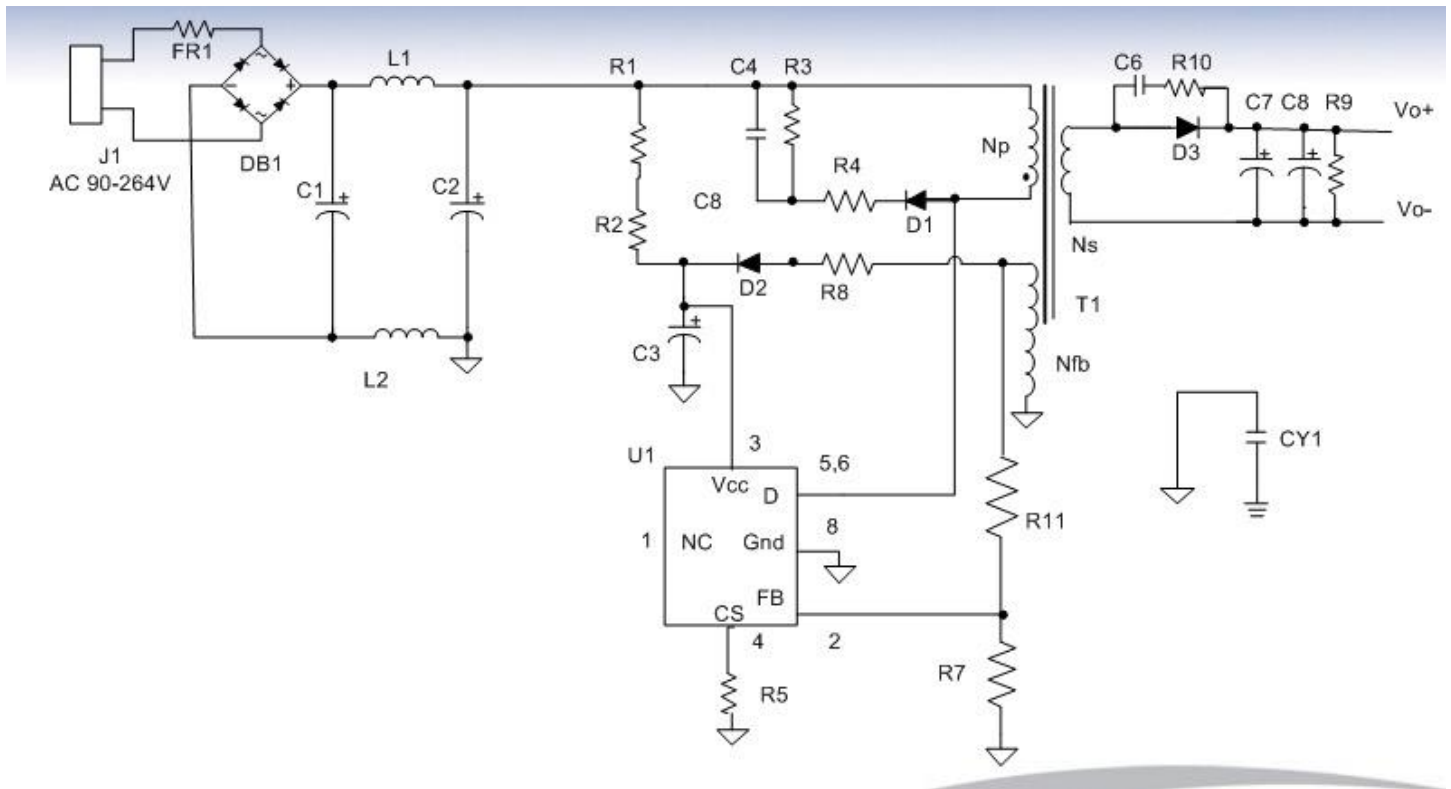 FR1
L1
R1
C4
R3
C6
R10
C7
C8
R9
Vo+
~
-
+
~
J1
AC 90-264V
DB1
Np
D3
C1
+
C2
+
R4
+
+
C8
D1
Vo-
R2
Ns
D2
R8
T1
C3
+
L2
Nfb
3
U1
5,6
CY1
Vcc
D
R11
8
1
NC
Gnd
FB
CS
4
2
R5
R7